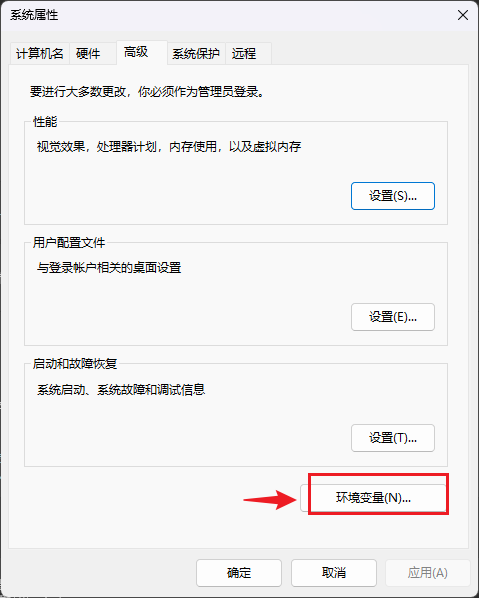 系统属性
计算机名 硬件 高级 系统保护 远程
要进行大多数更改，你必须作为管理员登录。
性能
视觉效果，处理器计划，内存使用，以及虚拟内存
设置(S)...
用户配置文件
与登录帐户相关的桌面设置
设置(E)...
启动和故障恢复
系统启动、系统故障和调试信息
设置(T)...
环境变量(N)...
确定 取消 应用(A)